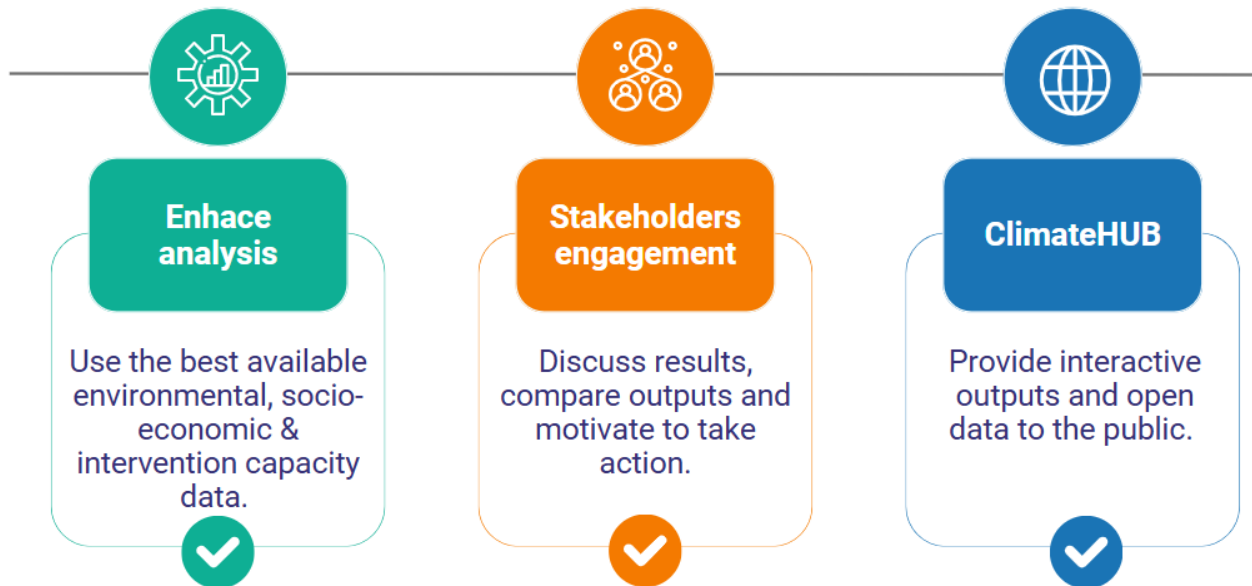 Enhace
analysis
Use the best available
environmental, socio-
economic &
intervention capacity
data.
Stakeholders
engagement
Discuss results,
compare outputs and
motivate to take
action.
ClimateHUB
Provide interactive
outputs and open
data to the public.